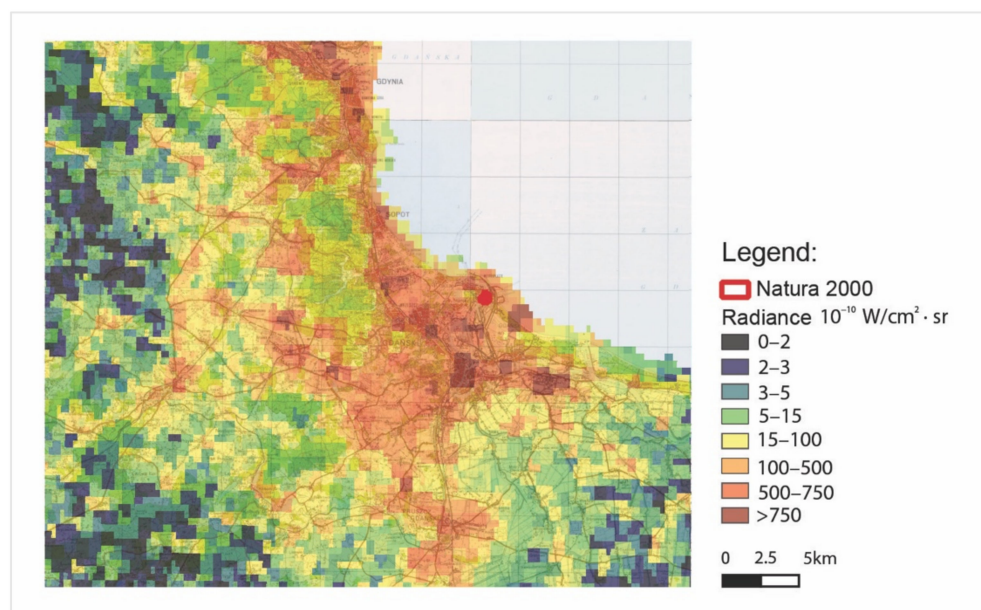 GDYNIA
Legend:
Natura 2000
Radiance 10⁻¹⁰ W/cm² · sr
0–2
2–3
3–5
5–15
15–100
100–500
500–750
>750
0 2.5 5km